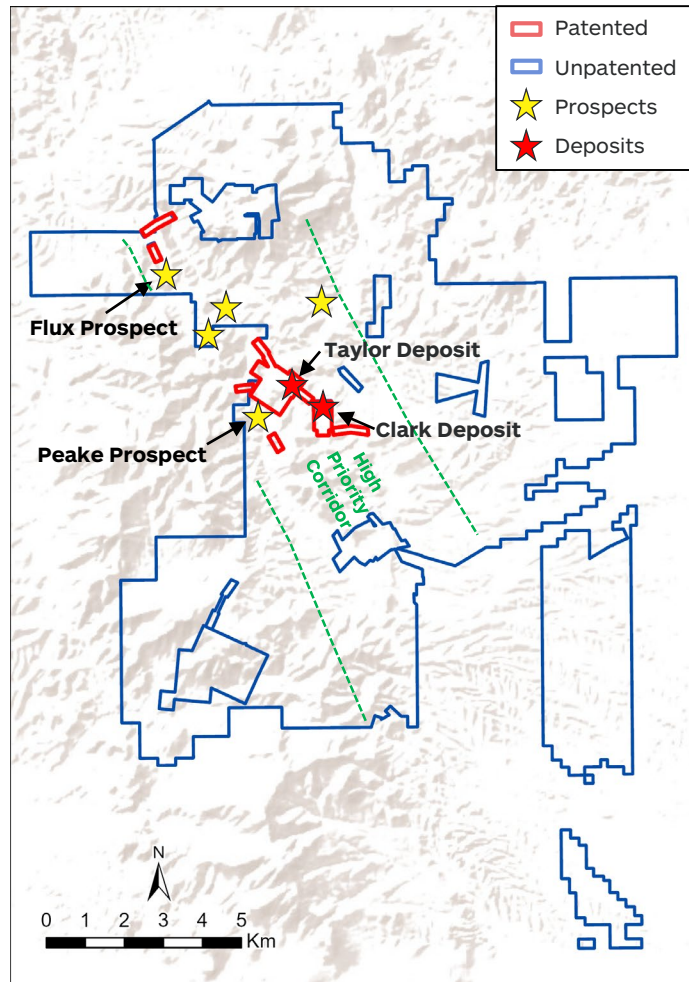 Patented
Unpatented
Prospects
Deposits
Flux Prospect
Taylor Deposit
Clark Deposit
Peake Prospect
High
Priority
Corridor
N
0 1 2 3 4 5
Km